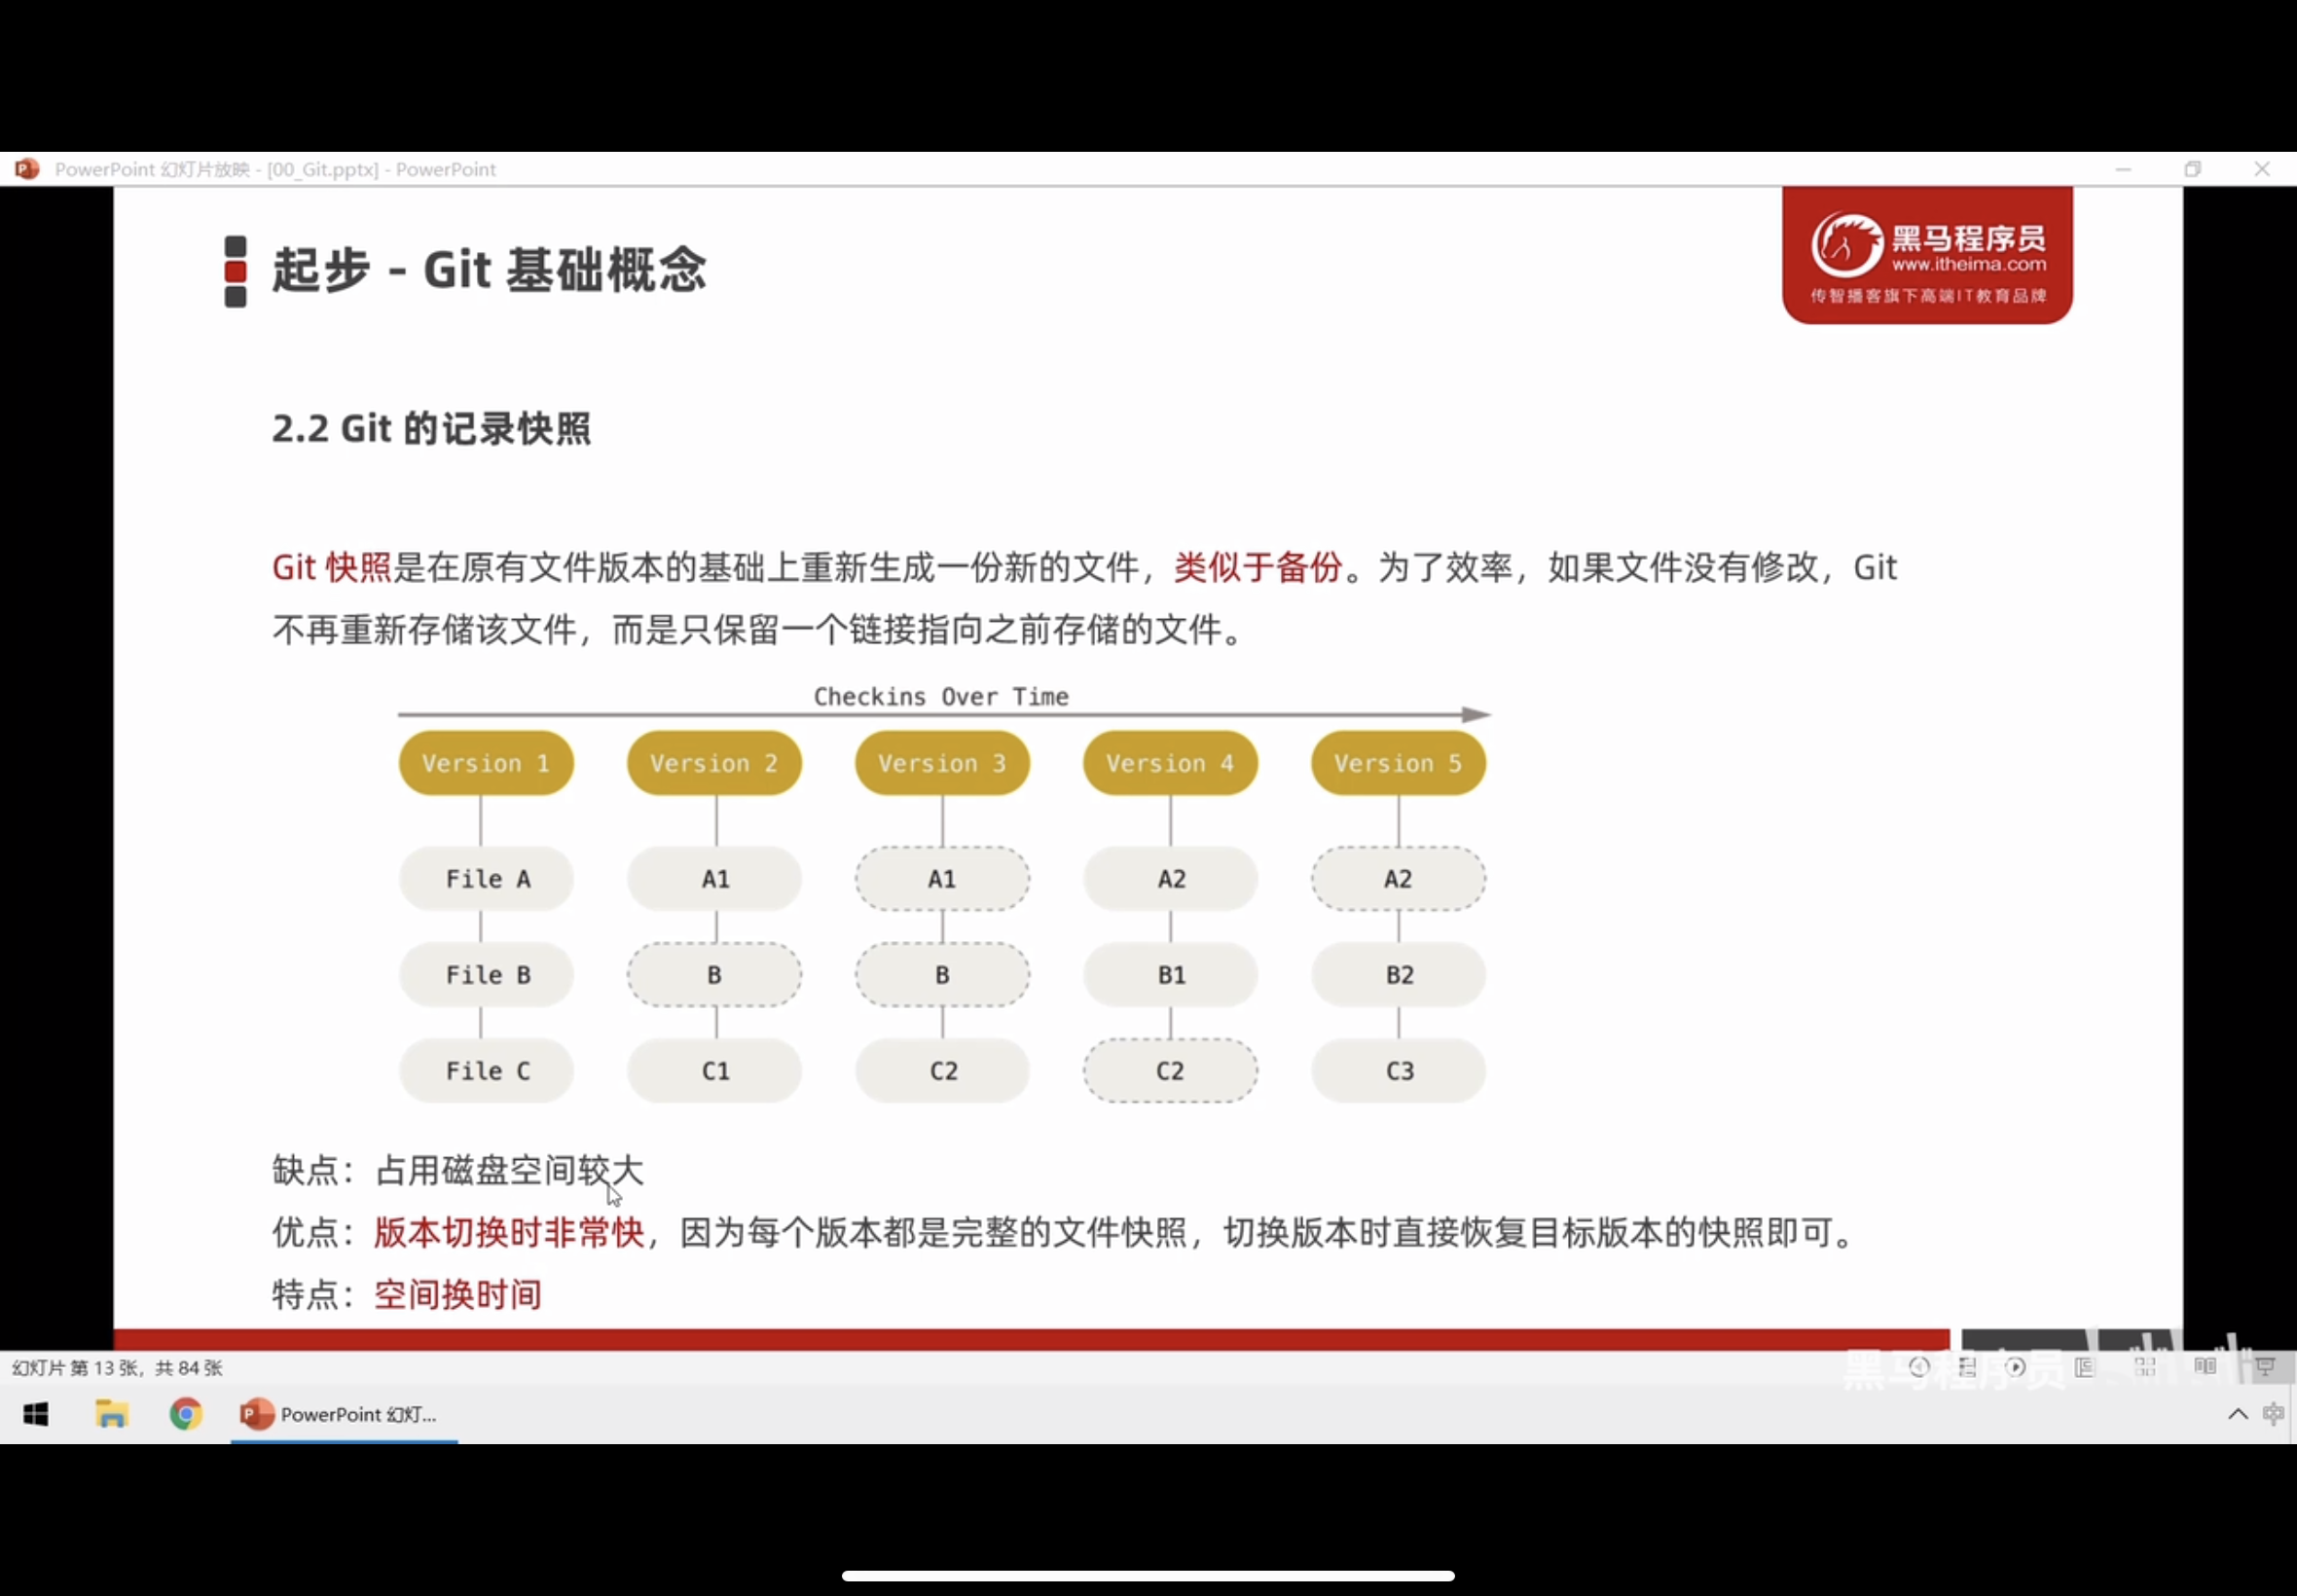 PowerPoint 幻灯片放映 - [00_Git.pptx] - PowerPoint
起步 - Git 基础概念
黑马程序员
www.itheima.com
传智播客旗下高端IT教育品牌
2.2 Git 的记录快照
Git 快照是在原有文件版本的基础上重新生成一份新的文件，类似于备份。为了效率，如果文件没有修改，Git
不再重新存储该文件，而是只保留一个链接指向之前存储的文件。
Checkins Over Time
Version 1 Version 2 Version 3 Version 4 Version 5
File A A1 A1 A2 A2
File B B B B1 B2
File C C1 C2 C2 C3
缺点：占用磁盘空间较大
优点：版本切换时非常快，因为每个版本都是完整的文件快照，切换版本时直接恢复目标版本的快照即可。
特点：空间换时间
幻灯片 第 13 张，共 84 张
黑马程序员
PowerPoint 幻灯...
中